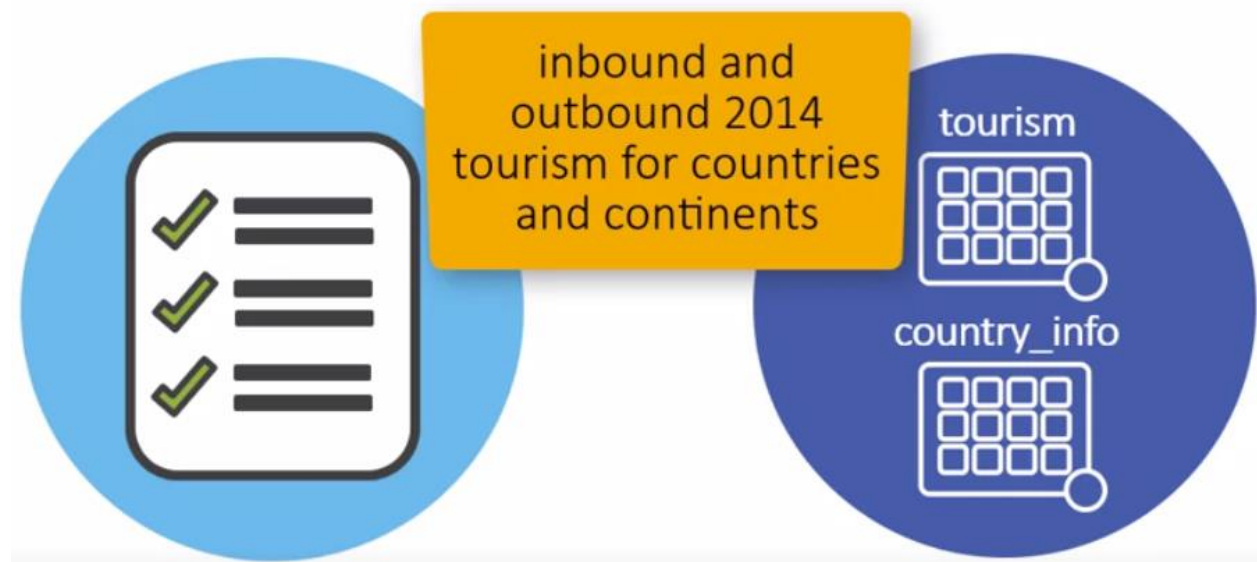 inbound and
outbound 2014
tourism for countries
and continents
tourism
country_info